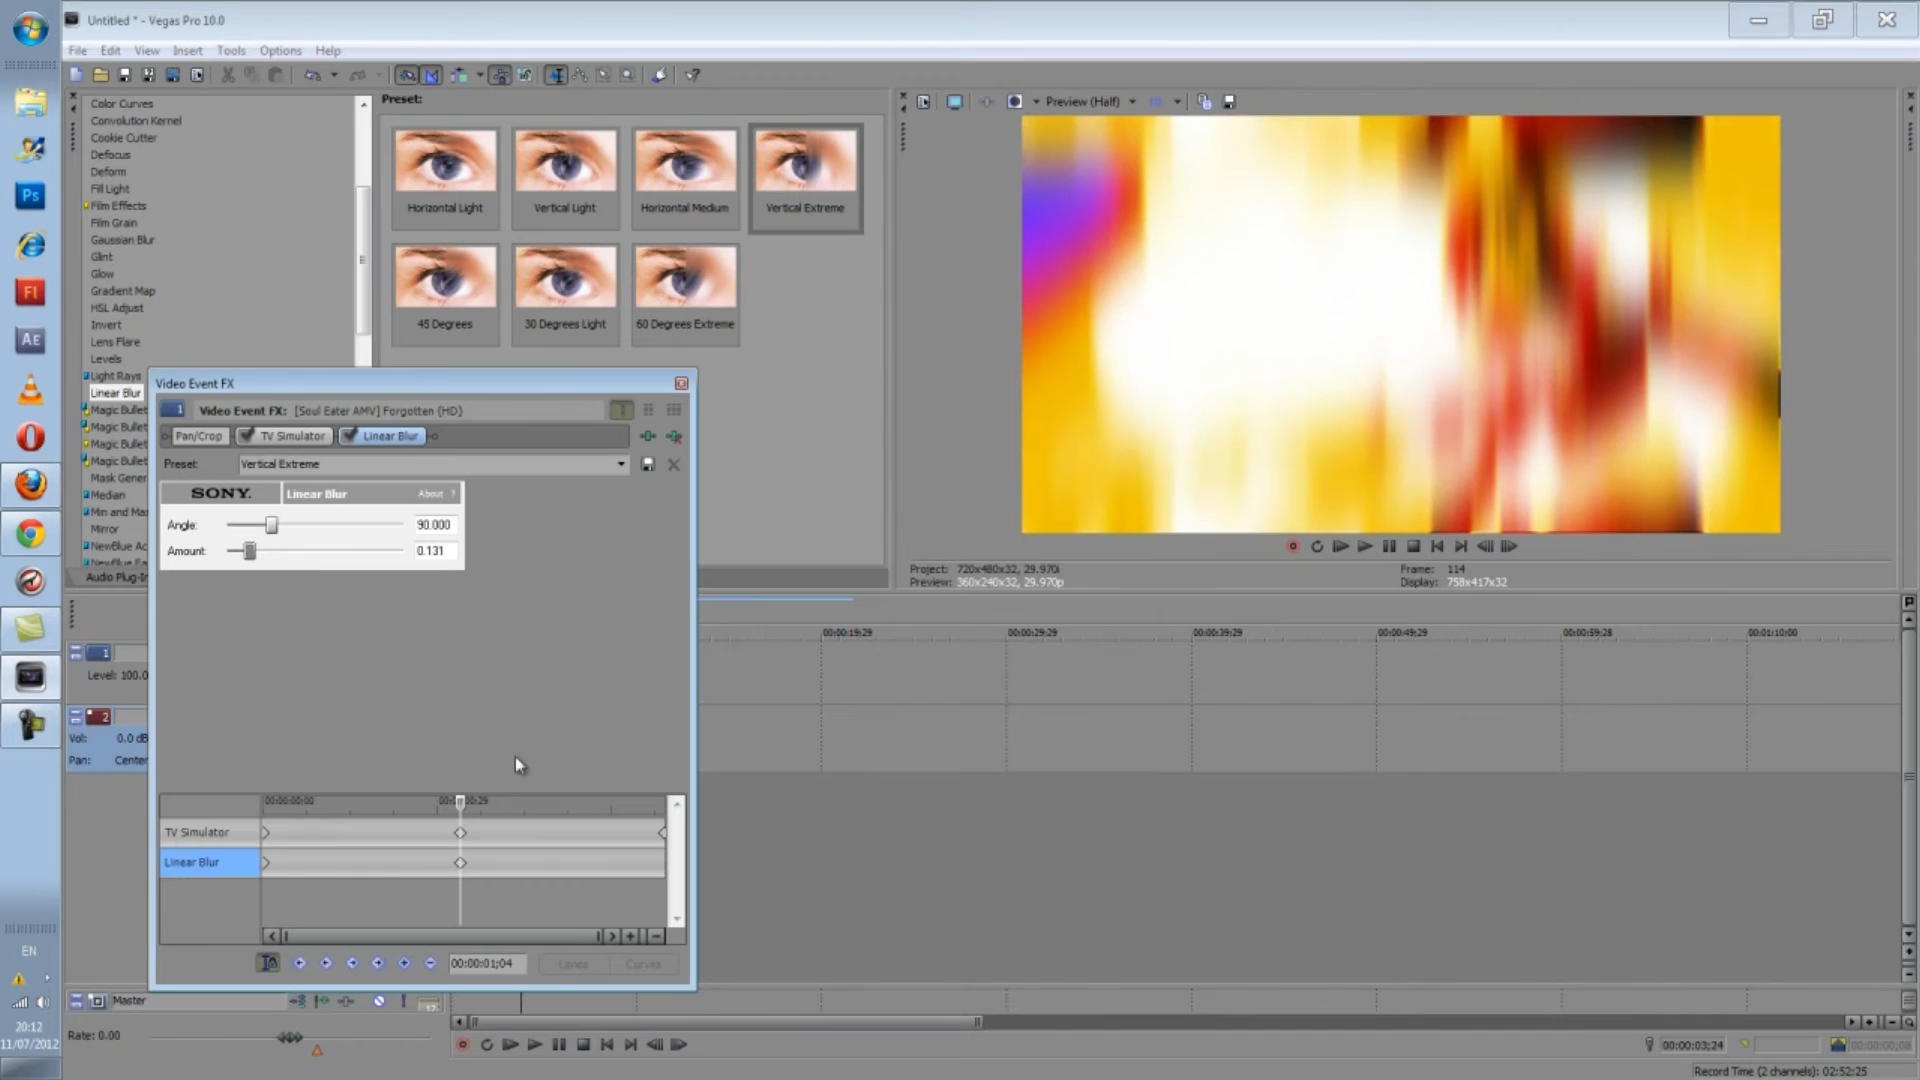 Untitled * - Vegas Pro 10.0
File Edit View Insert Tools Options Help
Color Curves
Convolution Kernel
Cookie Cutter
Defocus
Deform
Fill Light
Film Effects
Film Grain
Gaussian Blur
Glint
Glow
Gradient Map
HSL Adjust
Invert
Lens Flare
Levels
Light Rays
Linear Blur
Magic Bullet
Magic Bullet
Magic Bullet
Magic Bullet
Mask Gener
Median
Min and Ma
Mirror
NewBlue Ac
Audio Plug-In
Preset:
Horizontal Light
Vertical Light
Horizontal Medium
Vertical Extreme
45 Degrees
30 Degrees Light
60 Degrees Extreme
Preview (Half)
Project: 720x480x32, 29.970i
Preview: 360x240x32, 29.970p
Frame: 114
Display: 758x417x32
Video Event FX
1 Video Event FX: [Soul Eater AMV] Forgotten {HD}
Pan/Crop TV Simulator Linear Blur
Preset: Vertical Extreme
SONY. Linear Blur About ?
Angle: 90.000
Amount: 0.131
00:00:00:00
TV Simulator
Linear Blur
00:00:01;04
Lanes Curves
00:00:19;29 00:00:29;29 00:00:39;29 00:00:49;29 00:00:59;28 00:01:10:00
1
Level: 100.0
2
Vol: 0.0 dB
Pan: Center
Master
Rate: 0.00
00:00:03;24
Record Time (2 channels): 02:52:25
Ps
Fl
AE
EN
20:12
11/07/2012